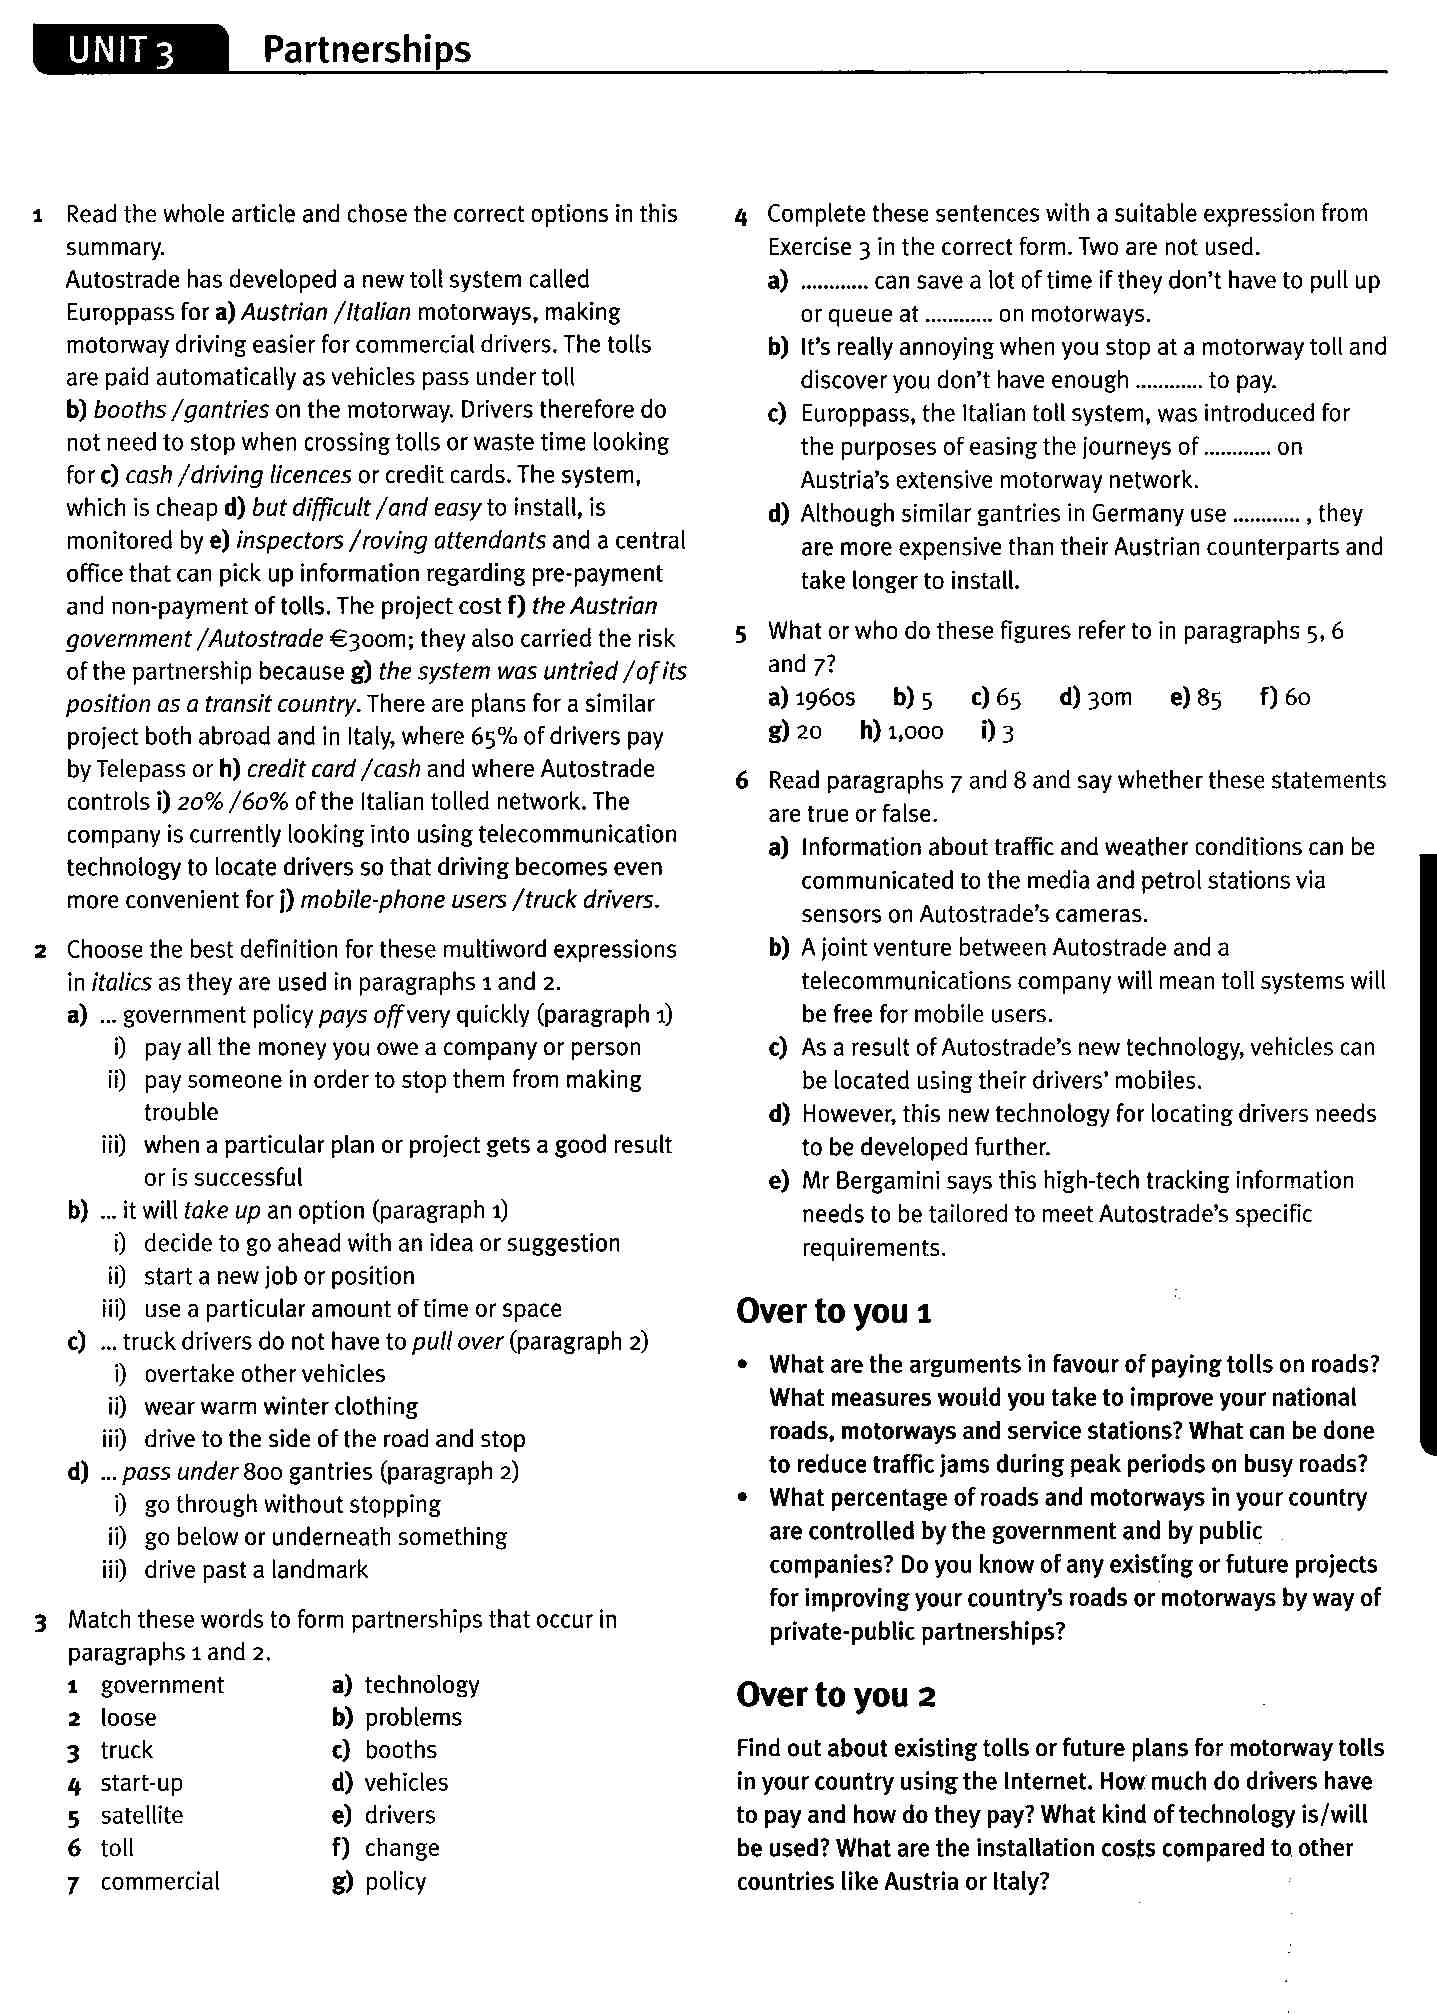 UNIT 3 Partnerships
1 Read the whole article and chose the correct options in this
summary.
Autostrade has developed a new toll system called
Europpass for a) Austrian /Italian motorways, making
motorway driving easier for commercial drivers. The tolls
are paid automatically as vehicles pass under toll
b) booths /gantries on the motorway. Drivers therefore do
not need to stop when crossing tolls or waste time looking
for c) cash /driving licences or credit cards. The system,
which is cheap d) but difficult /and easy to install, is
monitored by e) inspectors /roving attendants and a central
office that can pick up information regarding pre-payment
and non-payment of tolls. The project cost f) the Austrian
government /Autostrade €300m; they also carried the risk
of the partnership because g) the system was untried /of its
position as a transit country. There are plans for a similar
project both abroad and in Italy, where 65% of drivers pay
by Telepass or h) credit card /cash and where Autostrade
controls i) 20% /60% of the Italian tolled network. The
company is currently looking into using telecommunication
technology to locate drivers so that driving becomes even
more convenient for j) mobile-phone users /truck drivers.
2 Choose the best definition for these multiword expressions
in italics as they are used in paragraphs 1 and 2.
a) ... government policy pays off very quickly (paragraph 1)
i) pay all the money you owe a company or person
ii) pay someone in order to stop them from making
trouble
iii) when a particular plan or project gets a good result
or is successful
b) ... it will take up an option (paragraph 1)
i) decide to go ahead with an idea or suggestion
ii) start a new job or position
iii) use a particular amount of time or space
c) ... truck drivers do not have to pull over (paragraph 2)
i) overtake other vehicles
ii) wear warm winter clothing
iii) drive to the side of the road and stop
d) ... pass under 800 gantries (paragraph 2)
i) go through without stopping
ii) go below or underneath something
iii) drive past a landmark
3 Match these words to form partnerships that occur in
paragraphs 1 and 2.
1 government a) technology
2 loose b) problems
3 truck c) booths
4 start-up d) vehicles
5 satellite e) drivers
6 toll f) change
7 commercial g) policy
4 Complete these sentences with a suitable expression from
Exercise 3 in the correct form. Two are not used.
a) ............ can save a lot of time if they don't have to pull up
or queue at ............ on motorways.
b) It's really annoying when you stop at a motorway toll and
discover you don't have enough ............ to pay.
c) Europpass, the Italian toll system, was introduced for
the purposes of easing the journeys of ............ on
Austria's extensive motorway network.
d) Although similar gantries in Germany use ............ , they
are more expensive than their Austrian counterparts and
take longer to install.
5 What or who do these figures refer to in paragraphs 5, 6
and 7?
a) 1960s b) 5 c) 65 d) 30m e) 85 f) 60
g) 20 h) 1,000 i) 3
6 Read paragraphs 7 and 8 and say whether these statements
are true or false.
a) Information about traffic and weather conditions can be
communicated to the media and petrol stations via
sensors on Autostrade's cameras.
b) A joint venture between Autostrade and a
telecommunications company will mean toll systems will
be free for mobile users.
c) As a result of Autostrade's new technology, vehicles can
be located using their drivers' mobiles.
d) However, this new technology for locating drivers needs
to be developed further.
e) Mr Bergamini says this high-tech tracking information
needs to be tailored to meet Autostrade's specific
requirements.
Over to you 1
• What are the arguments in favour of paying tolls on roads?
What measures would you take to improve your national
roads, motorways and service stations? What can be done
to reduce traffic jams during peak periods on busy roads?
• What percentage of roads and motorways in your country
are controlled by the government and by public
companies? Do you know of any existing or future projects
for improving your country's roads or motorways by way of
private-public partnerships?
Over to you 2
Find out about existing tolls or future plans for motorway tolls
in your country using the Internet. How much do drivers have
to pay and how do they pay? What kind of technology is/will
be used? What are the installation costs compared to other
countries like Austria or Italy?